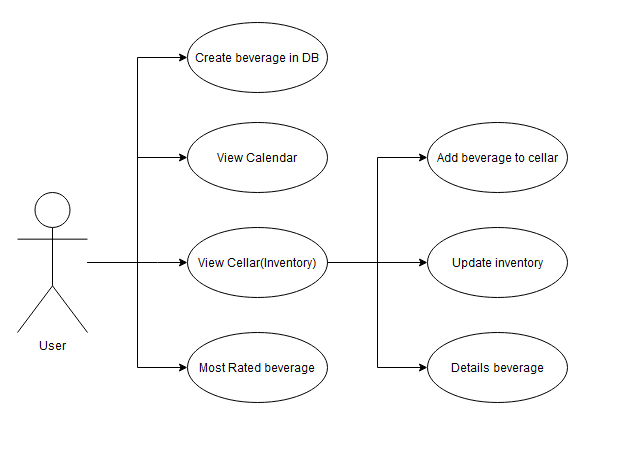 Create beverage in DB
View Calendar
Add beverage to cellar
View Cellar(Inventory)
Update inventory
User
Most Rated beverage
Details beverage